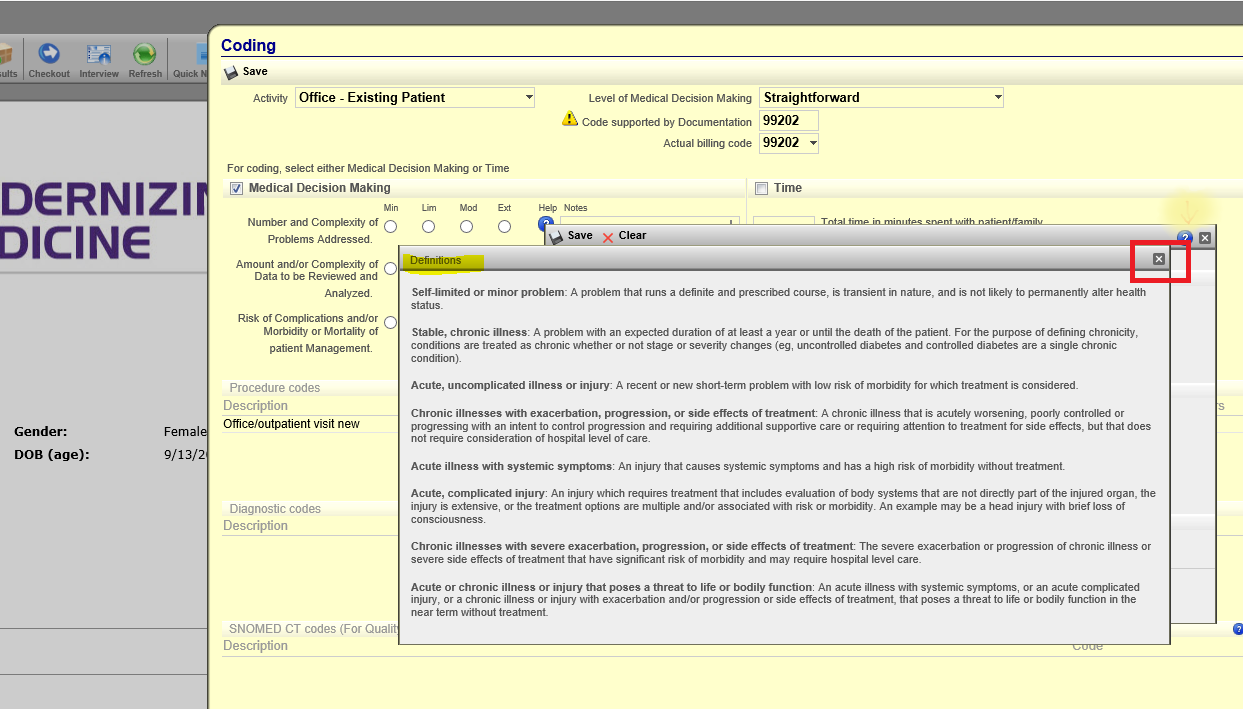 Coding
ults Checkout Interview Refresh Quick N
Save
Activity Office - Existing Patient Level of Medical Decision Making Straightforward
Code supported by Documentation 99202
Actual billing code 99202
For coding, select either Medical Decision Making or Time
Medical Decision Making Time
Min Lim Mod Ext Help Notes
Number and Complexity of
Problems Addressed.
Total time in minutes spent with patient/family
DERNIZIN
DICINE
Save Clear
Amount and/or Complexity of
Data to be Reviewed and
Analyzed.
Risk of Complications and/or
Morbidity or Mortality of
patient Management.
Definitions
Self-limited or minor problem: A problem that runs a definite and prescribed course, is transient in nature, and is not likely to permanently alter health
status.
Stable, chronic illness: A problem with an expected duration of at least a year or until the death of the patient. For the purpose of defining chronicity,
conditions are treated as chronic whether or not stage or severity changes (eg, uncontrolled diabetes and controlled diabetes are a single chronic
condition).
Acute, uncomplicated illness or injury: A recent or new short-term problem with low risk of morbidity for which treatment is considered.
Chronic illnesses with exacerbation, progression, or side effects of treatment: A chronic illness that is acutely worsening, poorly controlled or
progressing with an intent to control progression and requiring additional supportive care or requiring attention to treatment for side effects, but that does
not require consideration of hospital level of care.
Acute illness with systemic symptoms: An injury that causes systemic symptoms and has a high risk of morbidity without treatment.
Acute, complicated injury: An injury which requires treatment that includes evaluation of body systems that are not directly part of the injured organ, the
injury is extensive, or the treatment options are multiple and/or associated with risk or morbidity. An example may be a head injury with brief loss of
consciousness.
Chronic illnesses with severe exacerbation, progression, or side effects of treatment: The severe exacerbation or progression of chronic illness or
severe side effects of treatment that have significant risk of morbidity and may require hospital level care.
Acute or chronic illness or injury that poses a threat to life or bodily function: An acute illness with systemic symptoms, or an acute complicated
injury, or a chronic illness or injury with exacerbation and/or progression or side effects of treatment, that poses a threat to life or bodily function in the
near term without treatment.
Procedure codes
Description
Office/outpatient visit new
Gender: Female
DOB (age): 9/13/20
Diagnostic codes
Description
SNOMED CT codes (For Quality
Description Code